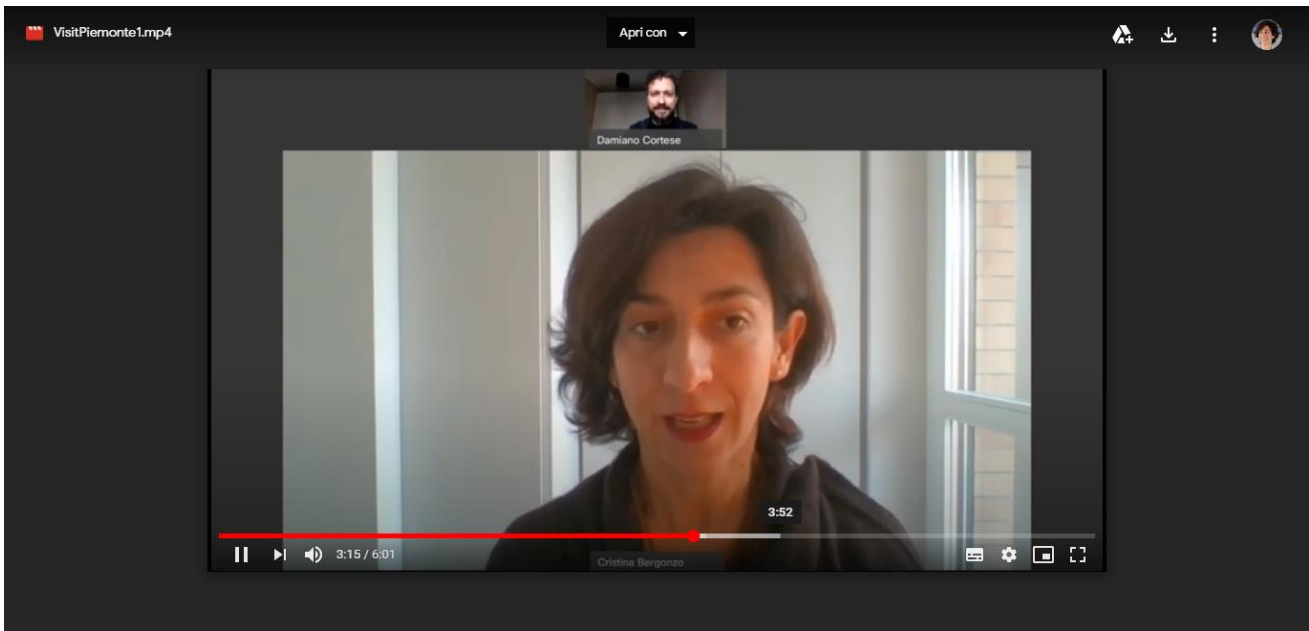 VisitPiemonte1.mp4
Apri con
Damiano Cortese
3:52
3:15 / 6:01
Cristina Bergonzo